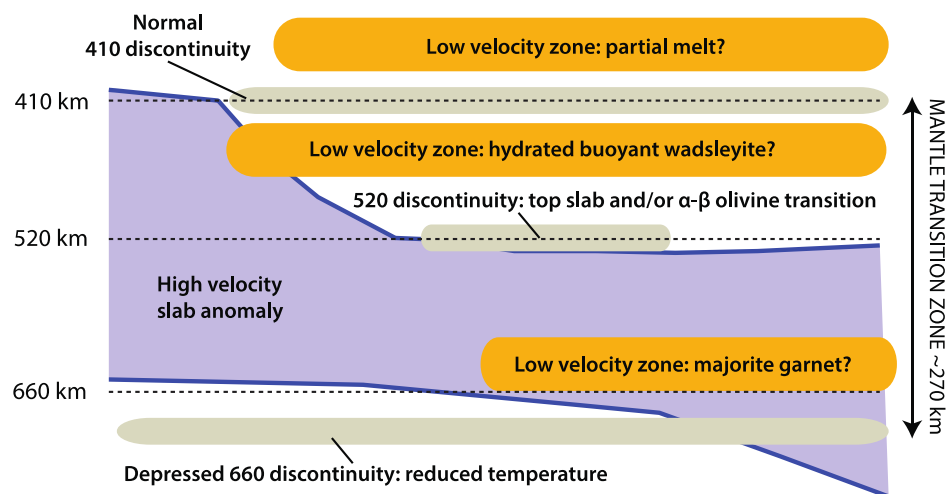 Normal
410 discontinuity
Low velocity zone: partial melt?
410 km
Low velocity zone: hydrated buoyant wadsleyite?
520 discontinuity: top slab and/or α-β olivine transition
520 km
High velocity
slab anomaly
Low velocity zone: majorite garnet?
660 km
Depressed 660 discontinuity: reduced temperature
MANTLE TRANSITION ZONE ~270 km